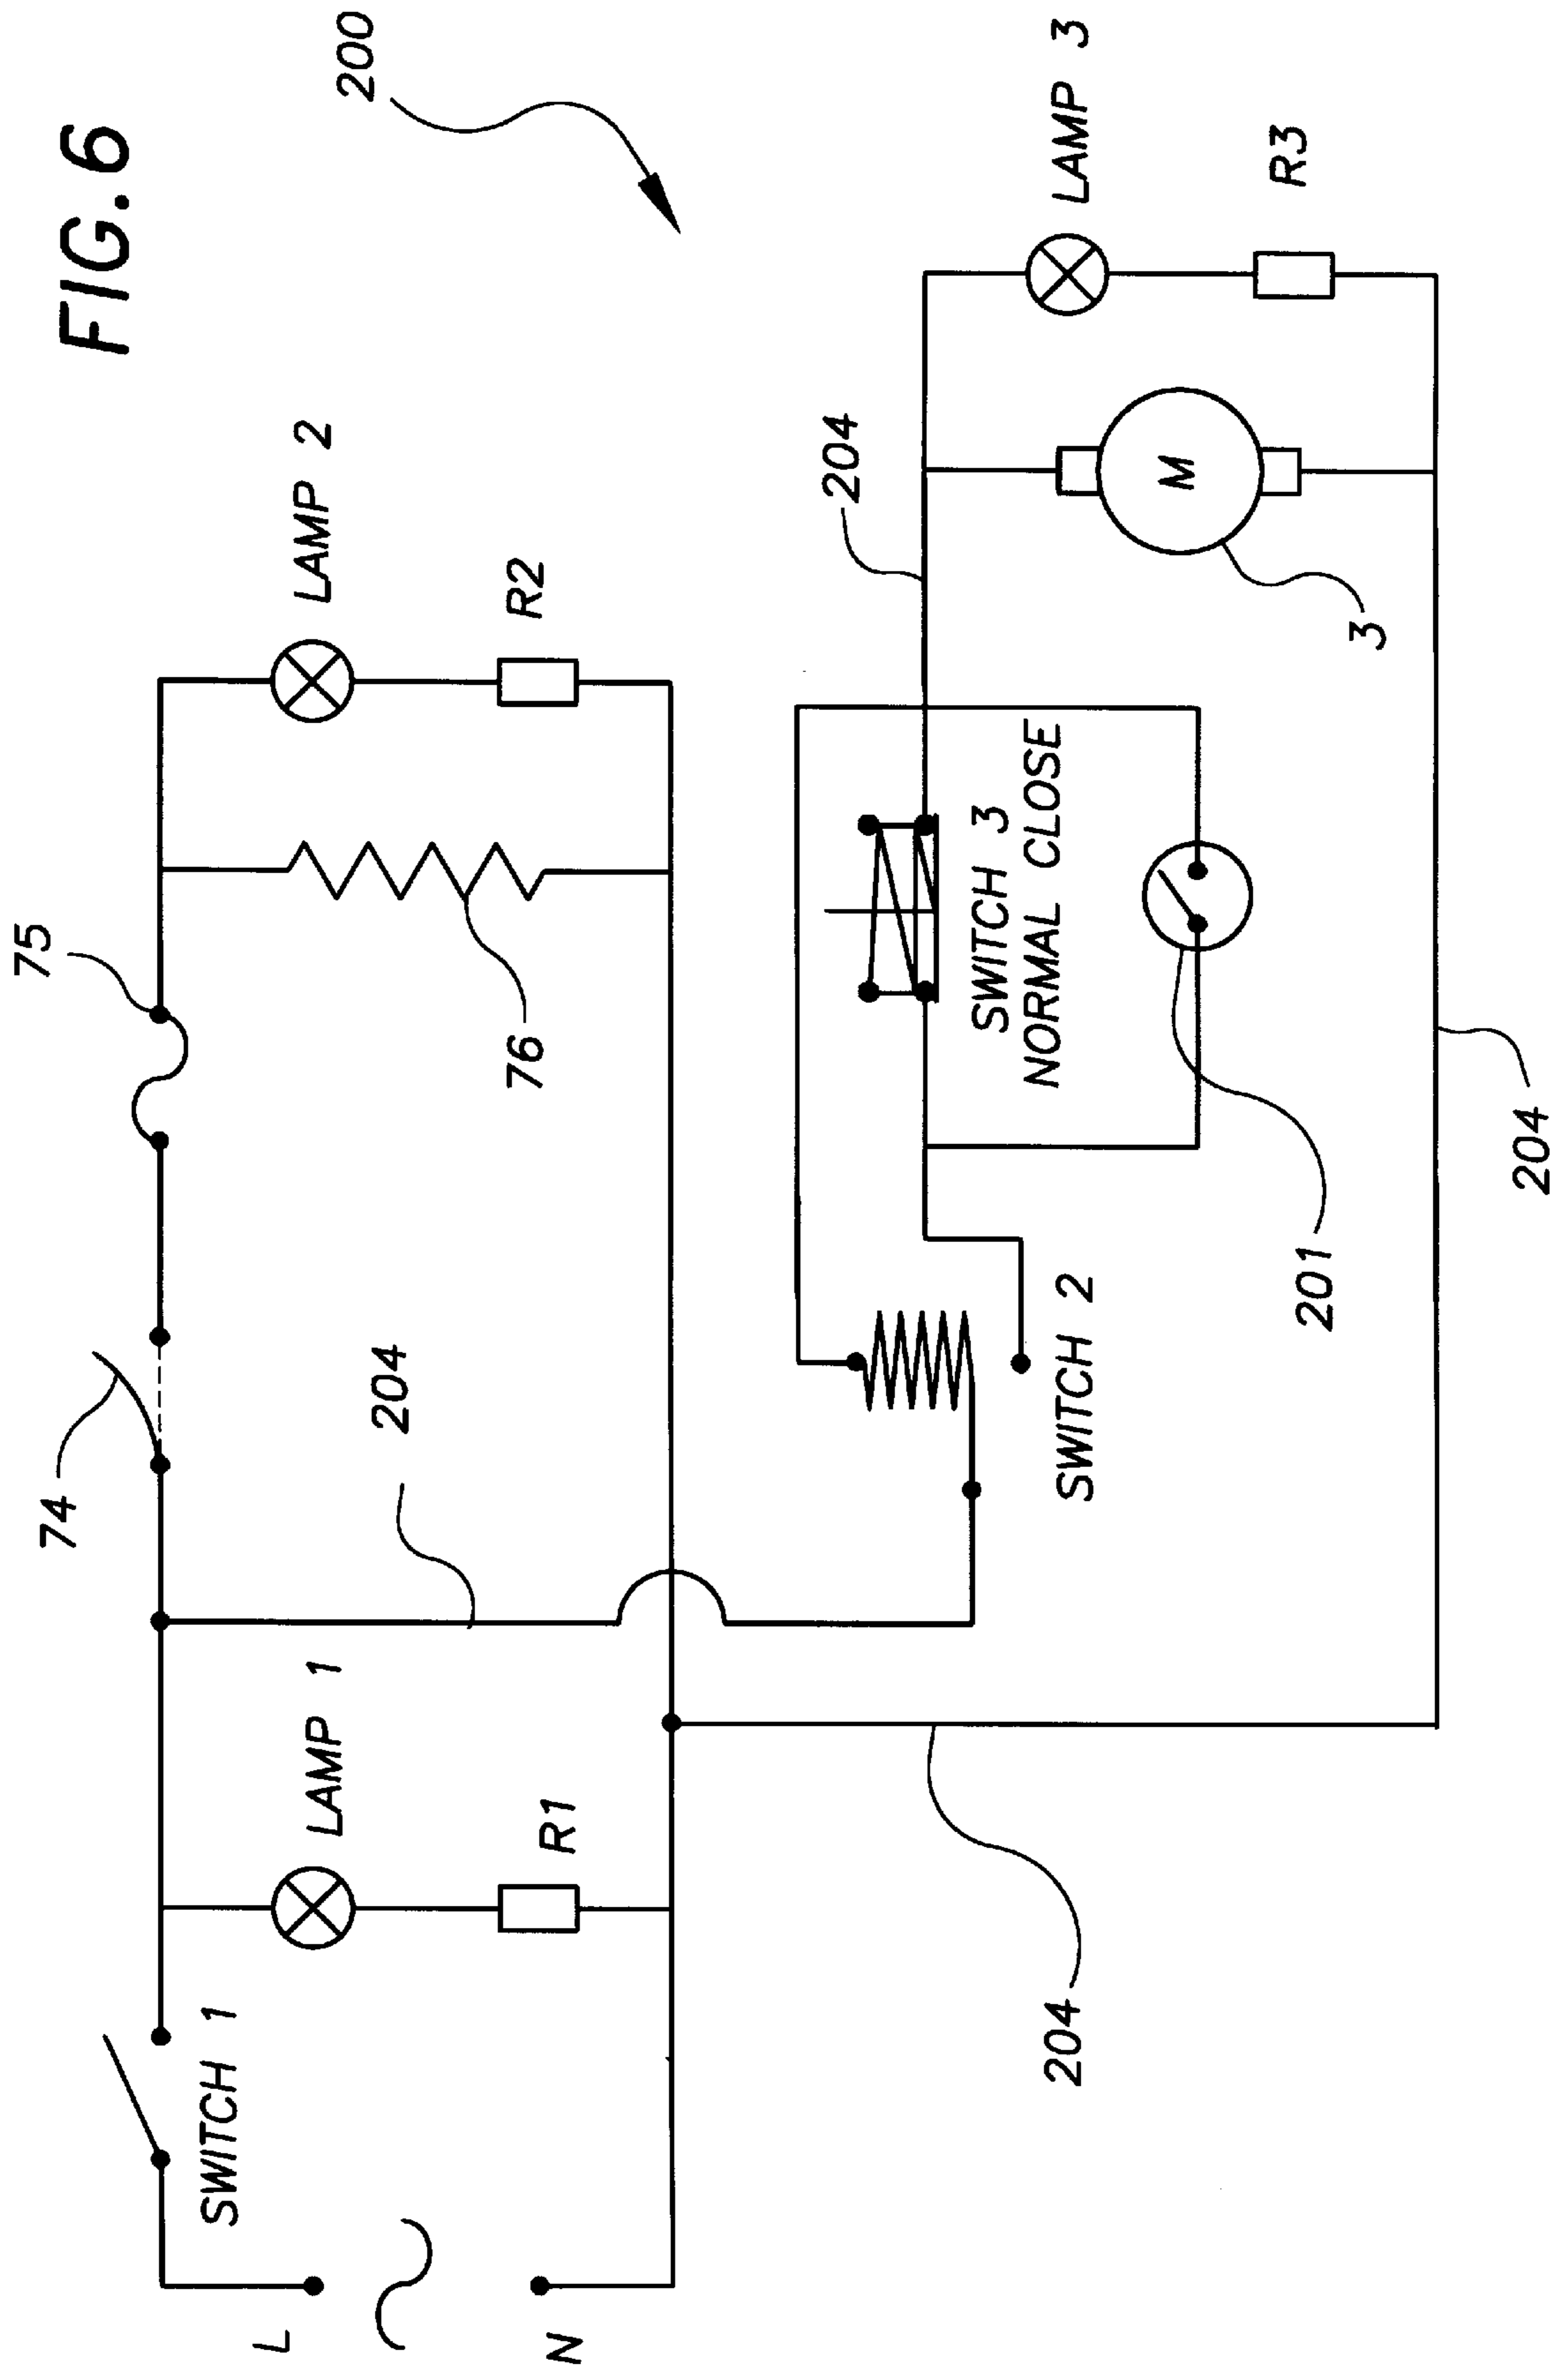 FIG. 6
200
75
74
LAMP 2
R2
76
204
LAMP 1
R1
SWITCH 1
L
N
204
LAMP 3
R3
M
3
SWITCH 3
NORMAL CLOSE
SWITCH 2
201
204
204